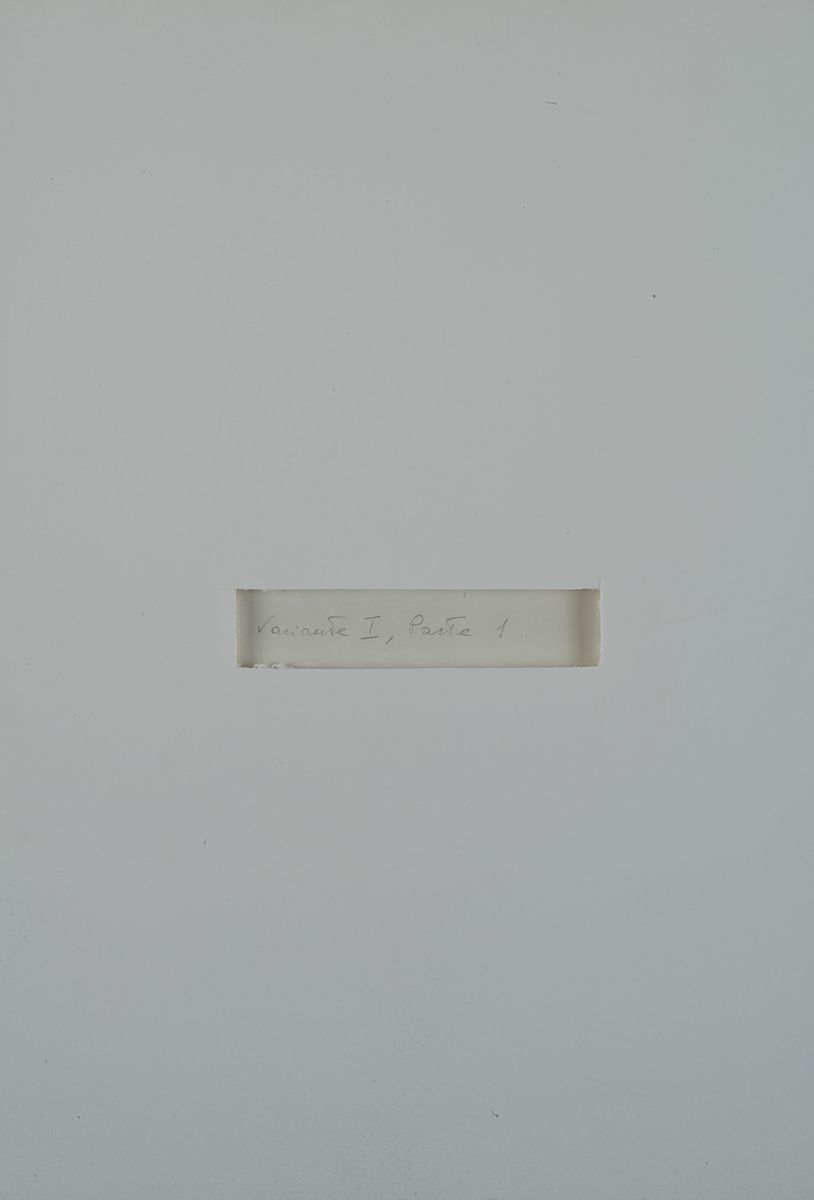 Variante I, Parte 1